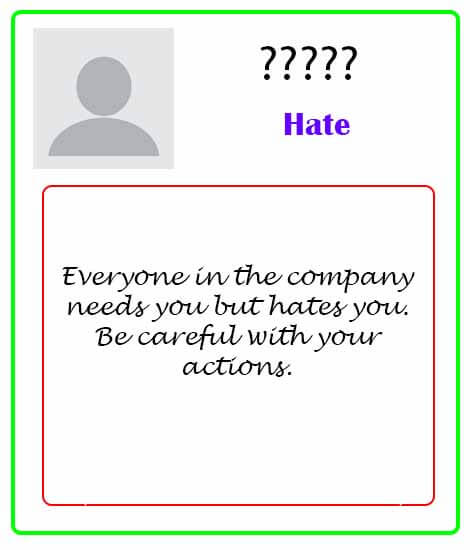 ?????
Hate
Everyone in the company
needs you but hates you.
Be careful with your
actions.